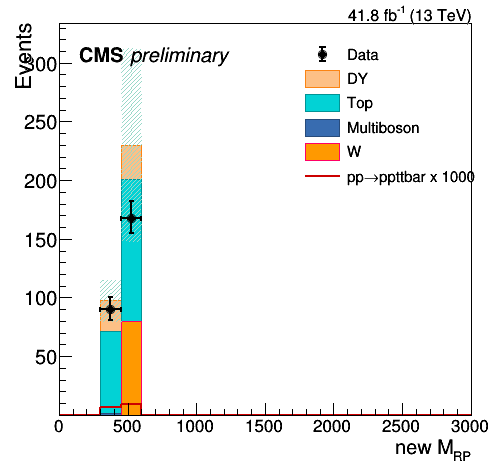 41.8 fb⁻¹ (13 TeV)
Events
CMS preliminary
Data
DY
Top
Multiboson
W
pp→ppttbar x 1000
300
250
200
150
100
50
0 500 1000 1500 2000 2500 3000
new M_RP